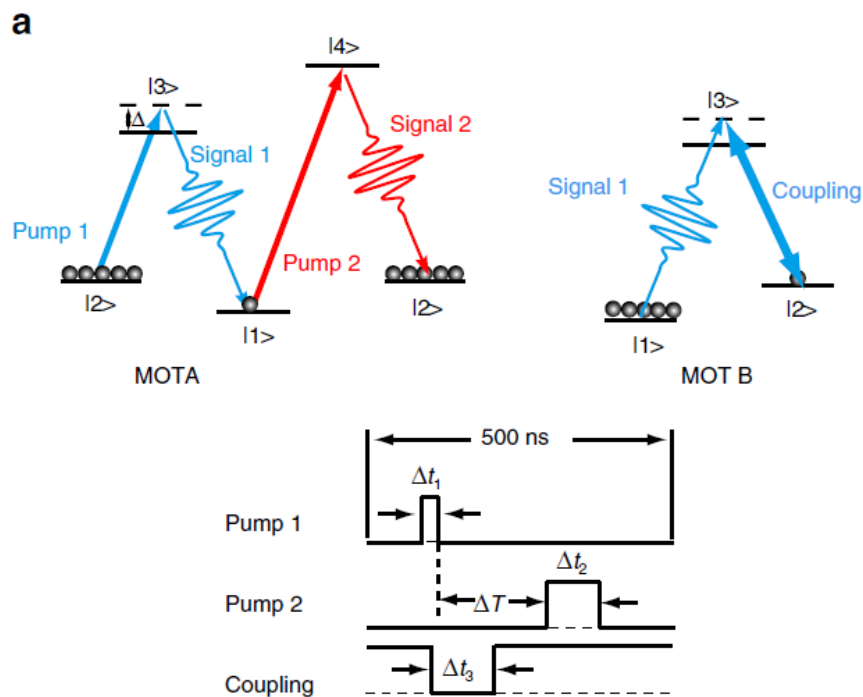 a
|4>
|3>
|3>
Δ
Signal 1
Signal 2
Signal 1
Coupling
Pump 1
Pump 2
|2>
|1>
|2>
|1>
|2>
MOTA
MOT B
500 ns
Δt₁
Pump 1
Δt₂
Pump 2
ΔT
Δt₃
Coupling